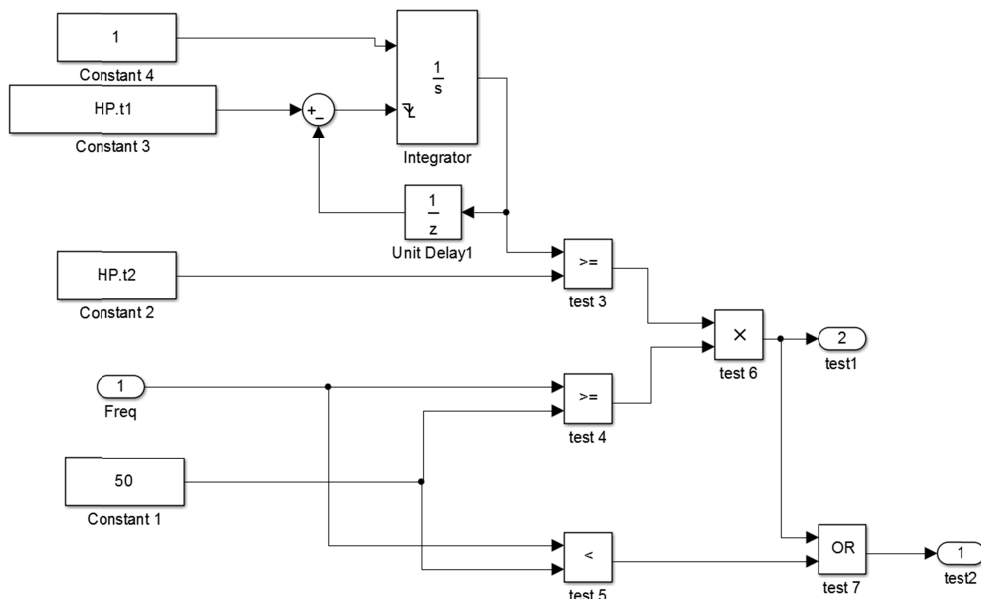 1
Constant 4
HP.t1
Constant 3
+
−
1
s
Integrator
1
z
Unit Delay1
HP.t2
Constant 2
>=
test 3
×
test 6
2
test1
1
Freq
>=
test 4
50
Constant 1
<
test 5
OR
test 7
1
test2